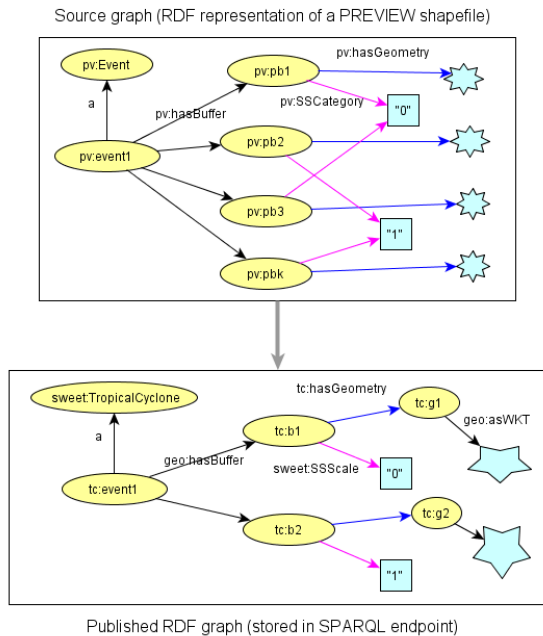 Source graph (RDF representation of a PREVIEW shapefile)
pv:Event
pv:pb1
pv:hasGeometry
a
pv:hasBuffer
pv:SSCategory
"0"
pv:event1
pv:pb2
pv:pb3
"1"
pv:pbk
sweet:TropicalCyclone
tc:hasGeometry
tc:g1
geo:asWKT
a
geo:hasBuffer
tc:b1
sweet:SSScale
"0"
tc:event1
tc:b2
tc:g2
"1"
Published RDF graph (stored in SPARQL endpoint)